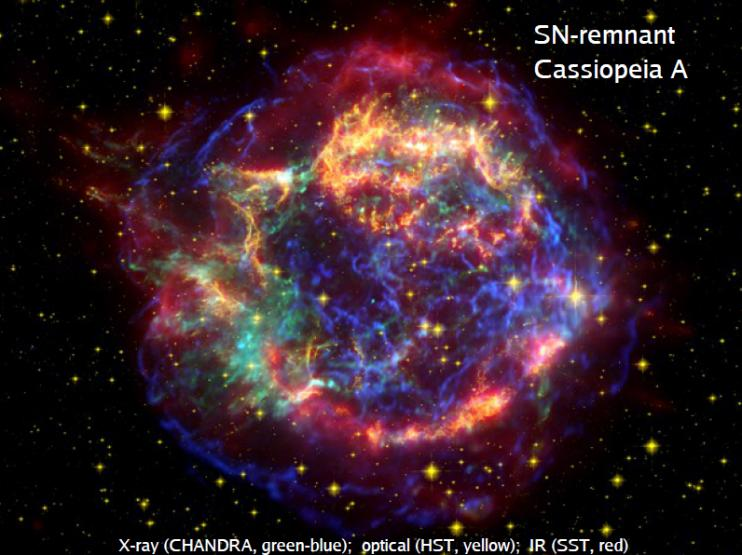 SN-remnant
Cassiopeia A
X-ray (CHANDRA, green-blue); optical (HST, yellow); IR (SST, red)